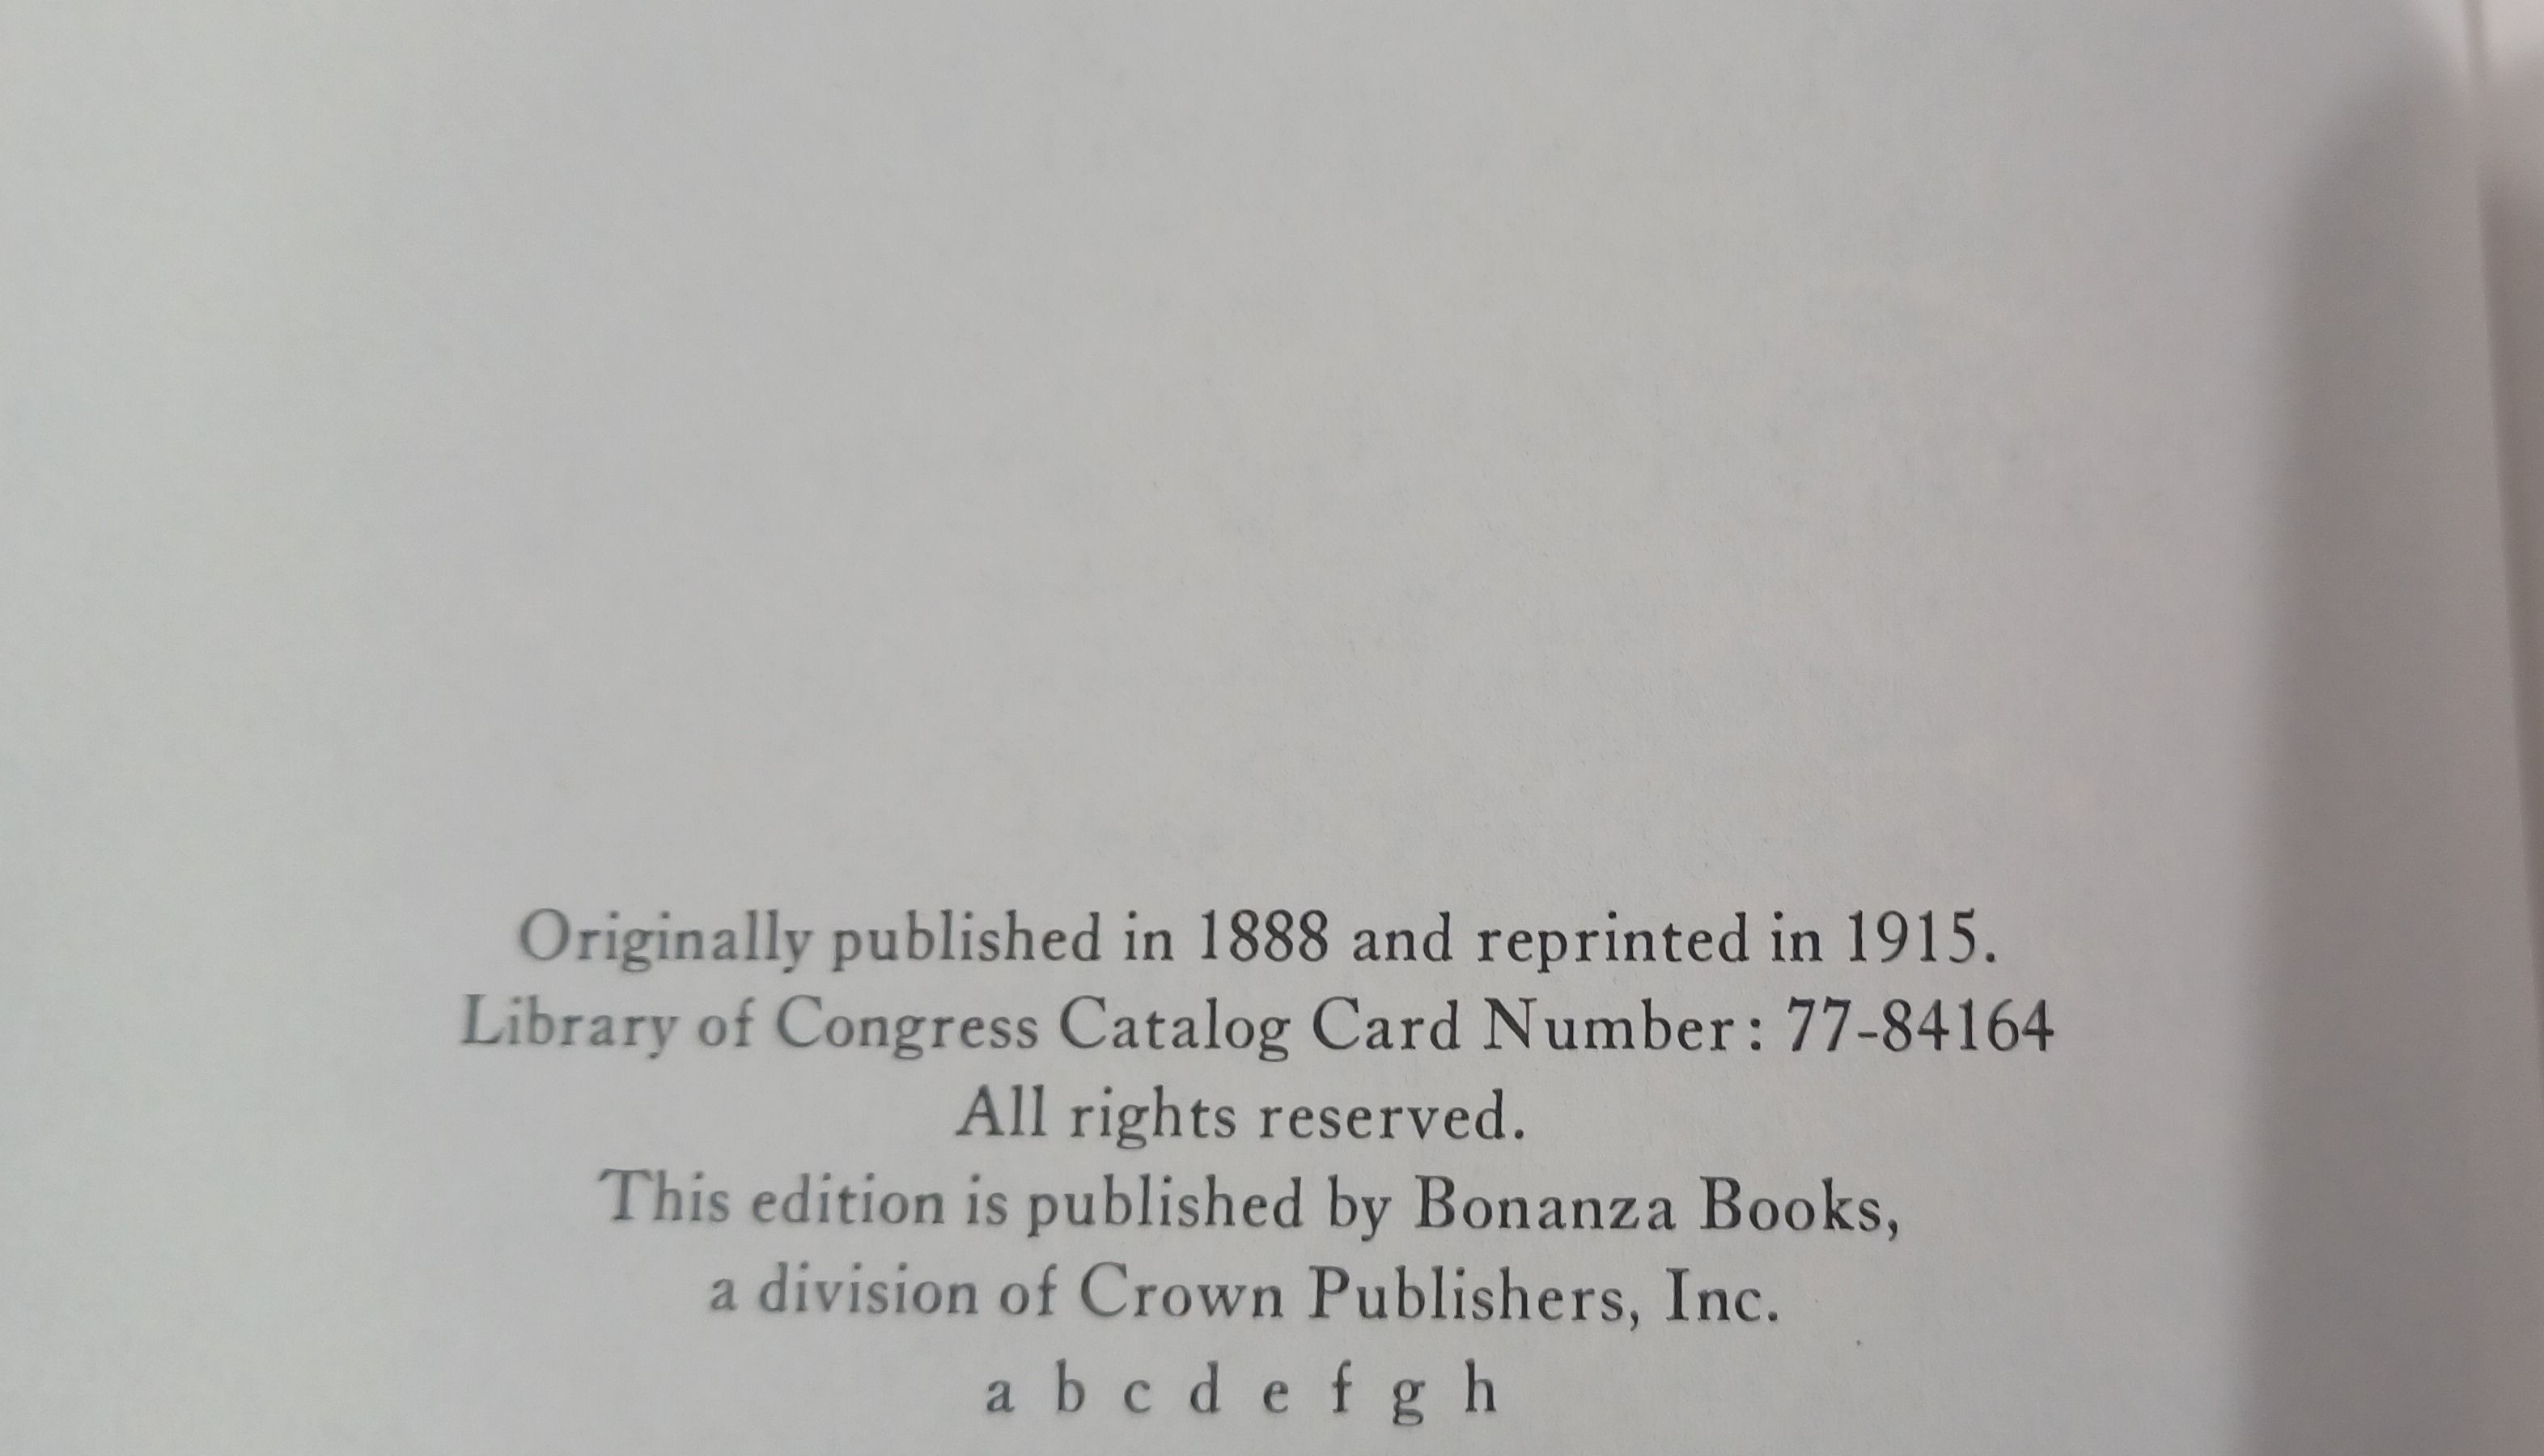 Originally published in 1888 and reprinted in 1915.
Library of Congress Catalog Card Number: 77-84164
All rights reserved.
This edition is published by Bonanza Books,
a division of Crown Publishers, Inc.
a b c d e f g h